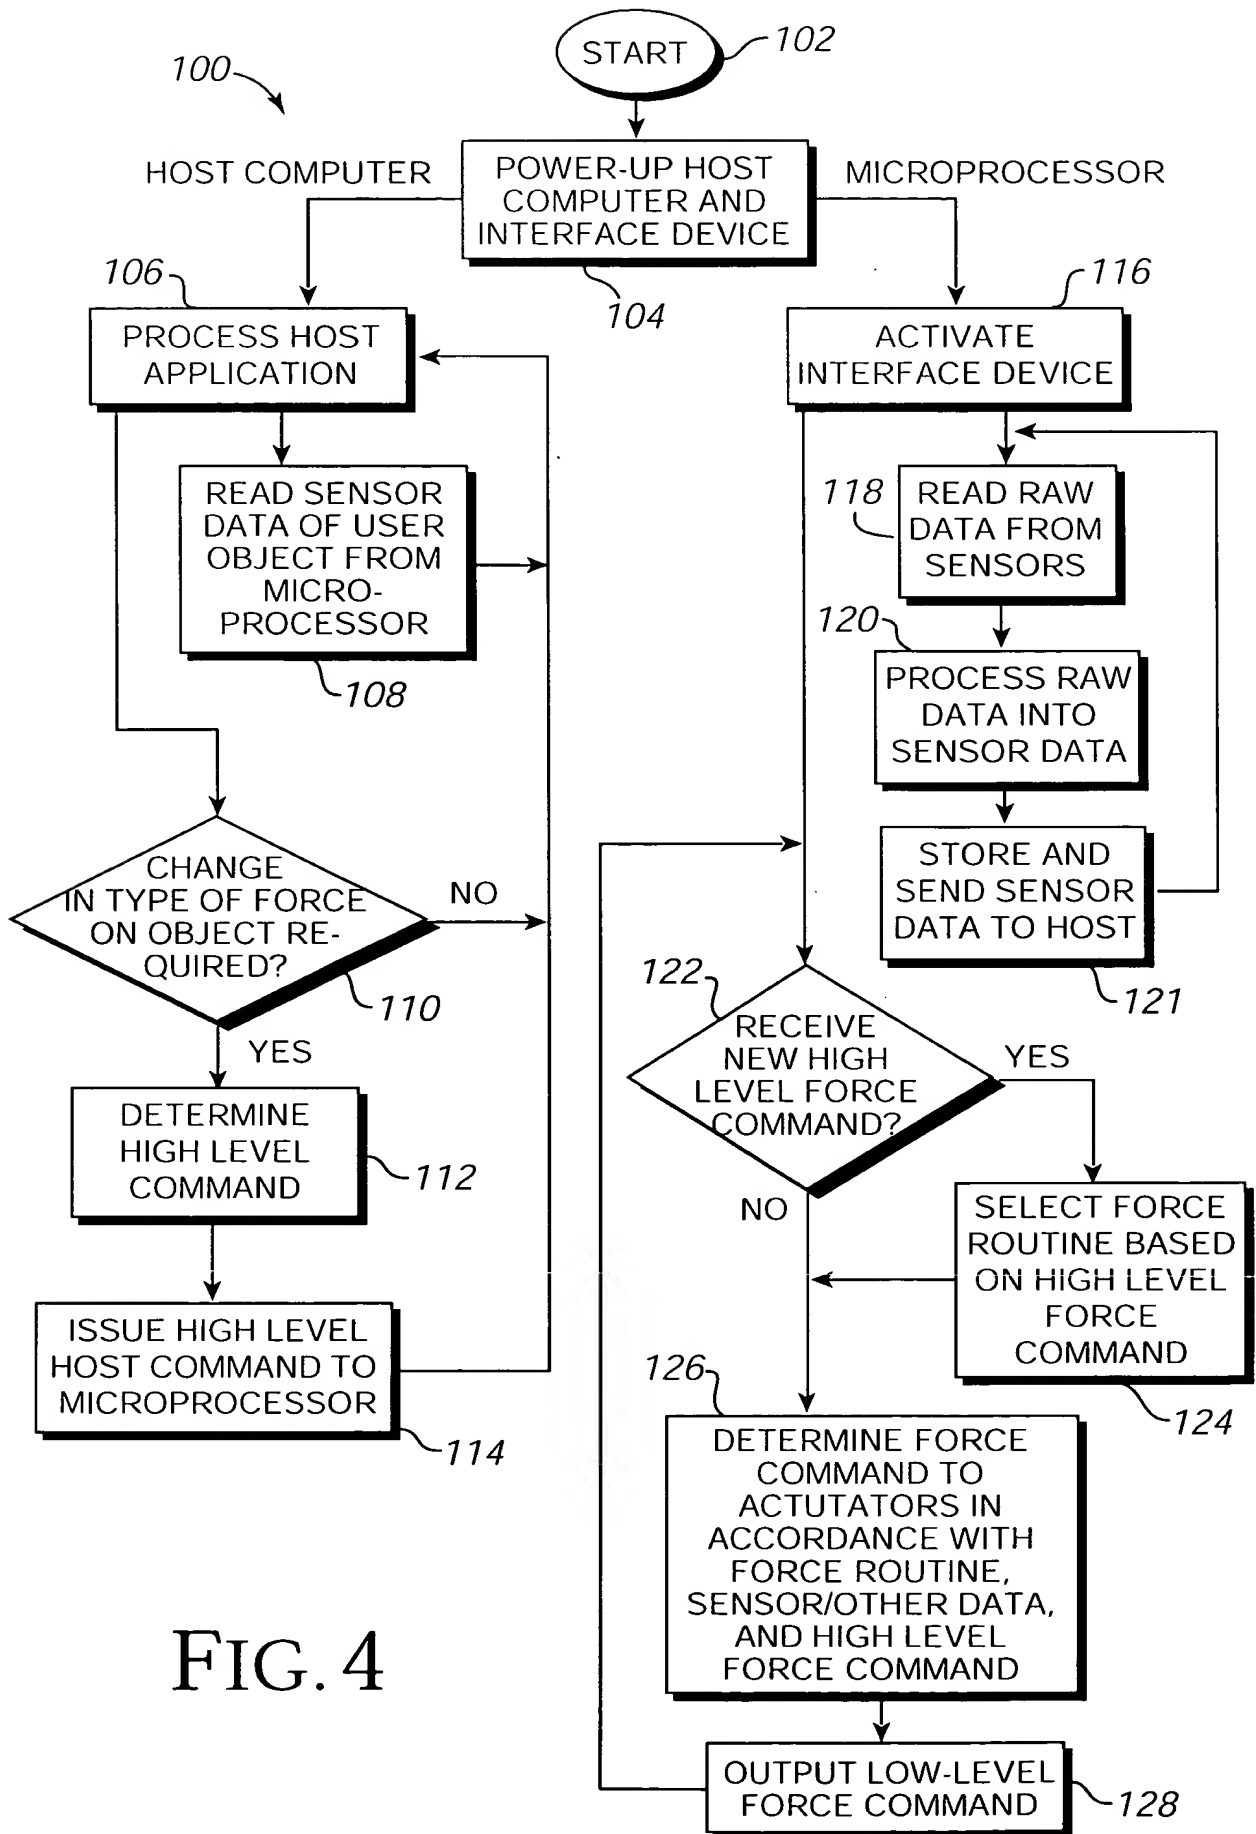 START
102
100
HOST COMPUTER
POWER-UP HOST
COMPUTER AND
INTERFACE DEVICE
MICROPROCESSOR
104
106
PROCESS HOST
APPLICATION
READ SENSOR
DATA OF USER
OBJECT FROM
MICRO-
PROCESSOR
108
CHANGE
IN TYPE OF FORCE
ON OBJECT RE-
QUIRED?
NO
110
YES
DETERMINE
HIGH LEVEL
COMMAND
112
ISSUE HIGH LEVEL
HOST COMMAND TO
MICROPROCESSOR
114
116
ACTIVATE
INTERFACE DEVICE
118
READ RAW
DATA FROM
SENSORS
120
PROCESS RAW
DATA INTO
SENSOR DATA
STORE AND
SEND SENSOR
DATA TO HOST
121
122
RECEIVE
NEW HIGH
LEVEL FORCE
COMMAND?
YES
NO
SELECT FORCE
ROUTINE BASED
ON HIGH LEVEL
FORCE
COMMAND
124
126
DETERMINE FORCE
COMMAND TO
ACTUTATORS IN
ACCORDANCE WITH
FORCE ROUTINE,
SENSOR/OTHER DATA,
AND HIGH LEVEL
FORCE COMMAND
OUTPUT LOW-LEVEL
FORCE COMMAND
128
FIG. 4